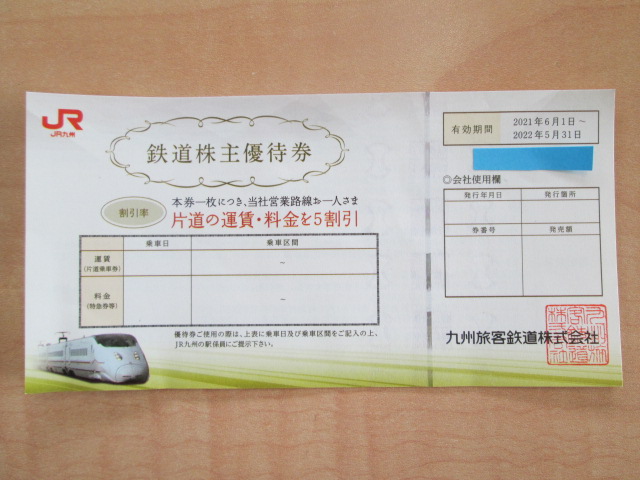 JR
JR九州
鉄道株主優待券
割引率
本券一枚につき、当社営業路線お一人さま
片道の運賃・料金を5割引
乗車日
乗車区間
運賃
(片道乗車券)
~
料金
(特急券等)
~
優待券ご使用の際は、上表に乗車日及び乗車区間をご記入の上、
JR九州の駅係員にご提示下さい。
有効期間
2021年6月1日~
2022年5月31日
◎会社使用欄
発行年月日
発行箇所
券番号
発売額
九州旅客鉄道株式会社